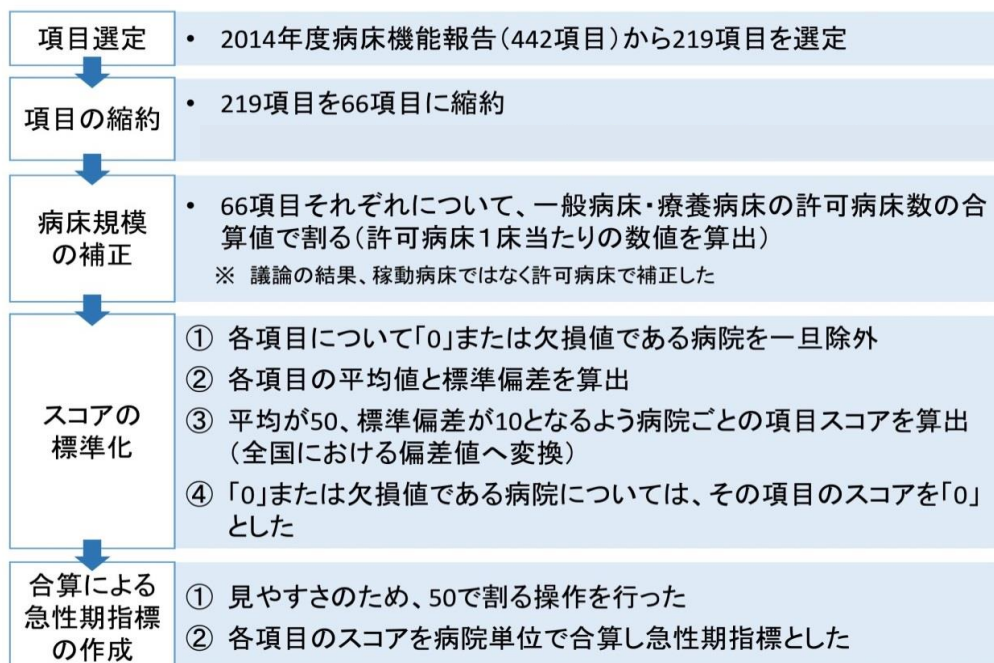 項目選定
• 2014年度病床機能報告(442項目)から219項目を選定
項目の縮約
• 219項目を66項目に縮約
病床規模
の補正
• 66項目それぞれについて、一般病床・療養病床の許可病床数の合
算値で割る(許可病床1床当たりの数値を算出)
※ 議論の結果、稼動病床ではなく許可病床で補正した
スコアの
標準化
① 各項目について「0」または欠損値である病院を一旦除外
② 各項目の平均値と標準偏差を算出
③ 平均が50、標準偏差が10となるよう病院ごとの項目スコアを算出
(全国における偏差値へ変換)
④ 「0」または欠損値である病院については、その項目のスコアを「0」
とした
合算による
急性期指標
の作成
① 見やすさのため、50で割る操作を行った
② 各項目のスコアを病院単位で合算し急性期指標とした